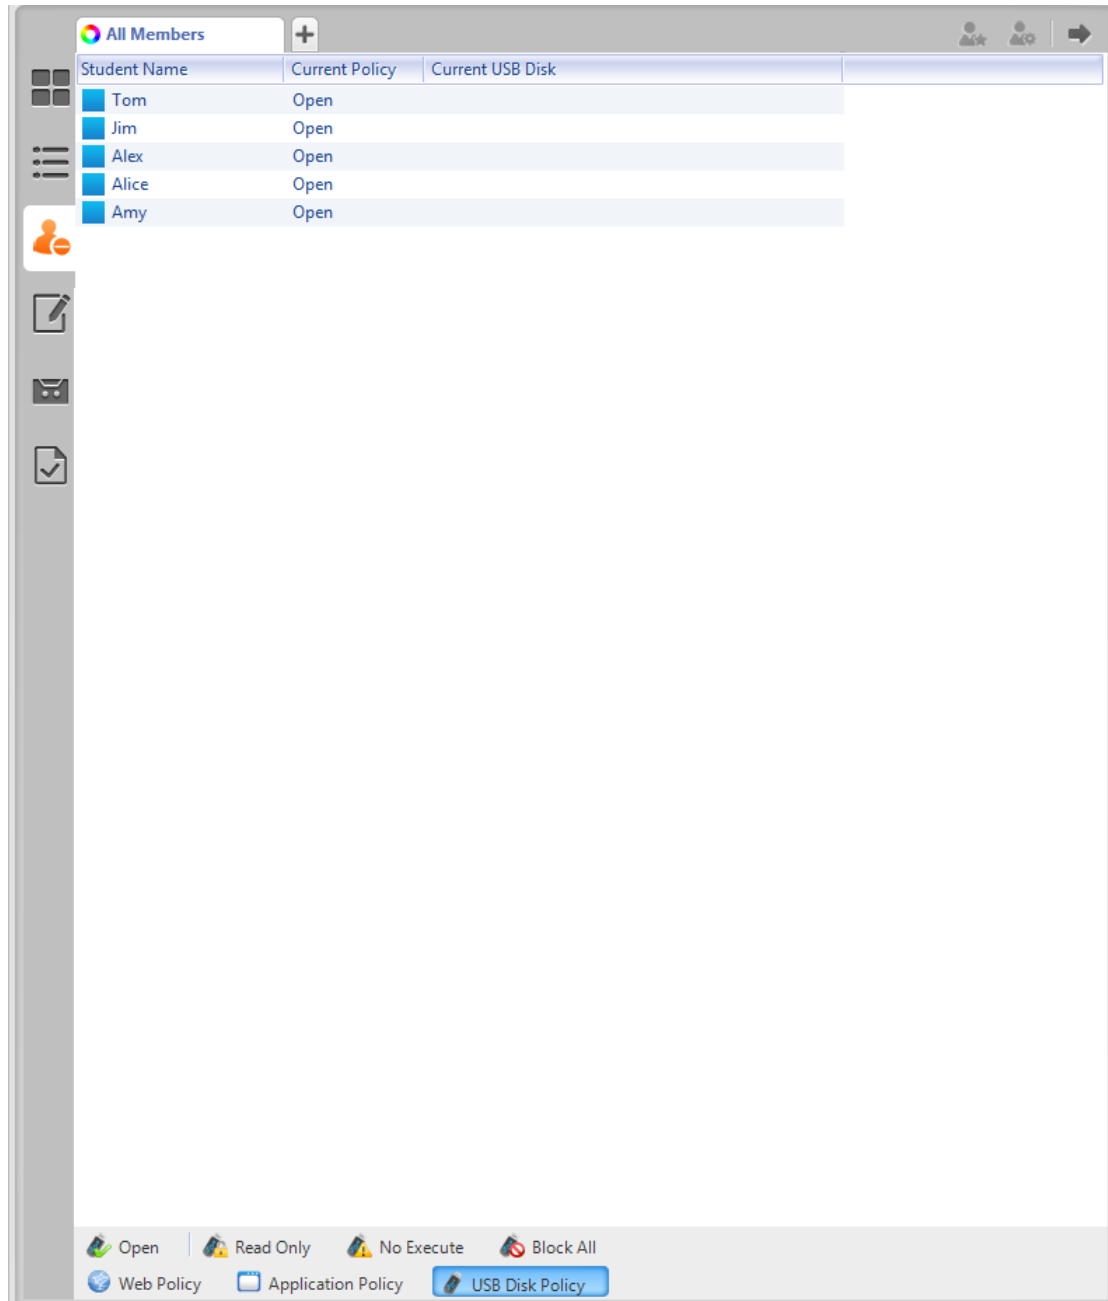 All Members
Student Name Current Policy Current USB Disk
Tom Open
Jim Open
Alex Open
Alice Open
Amy Open
Open Read Only No Execute Block All
Web Policy Application Policy USB Disk Policy